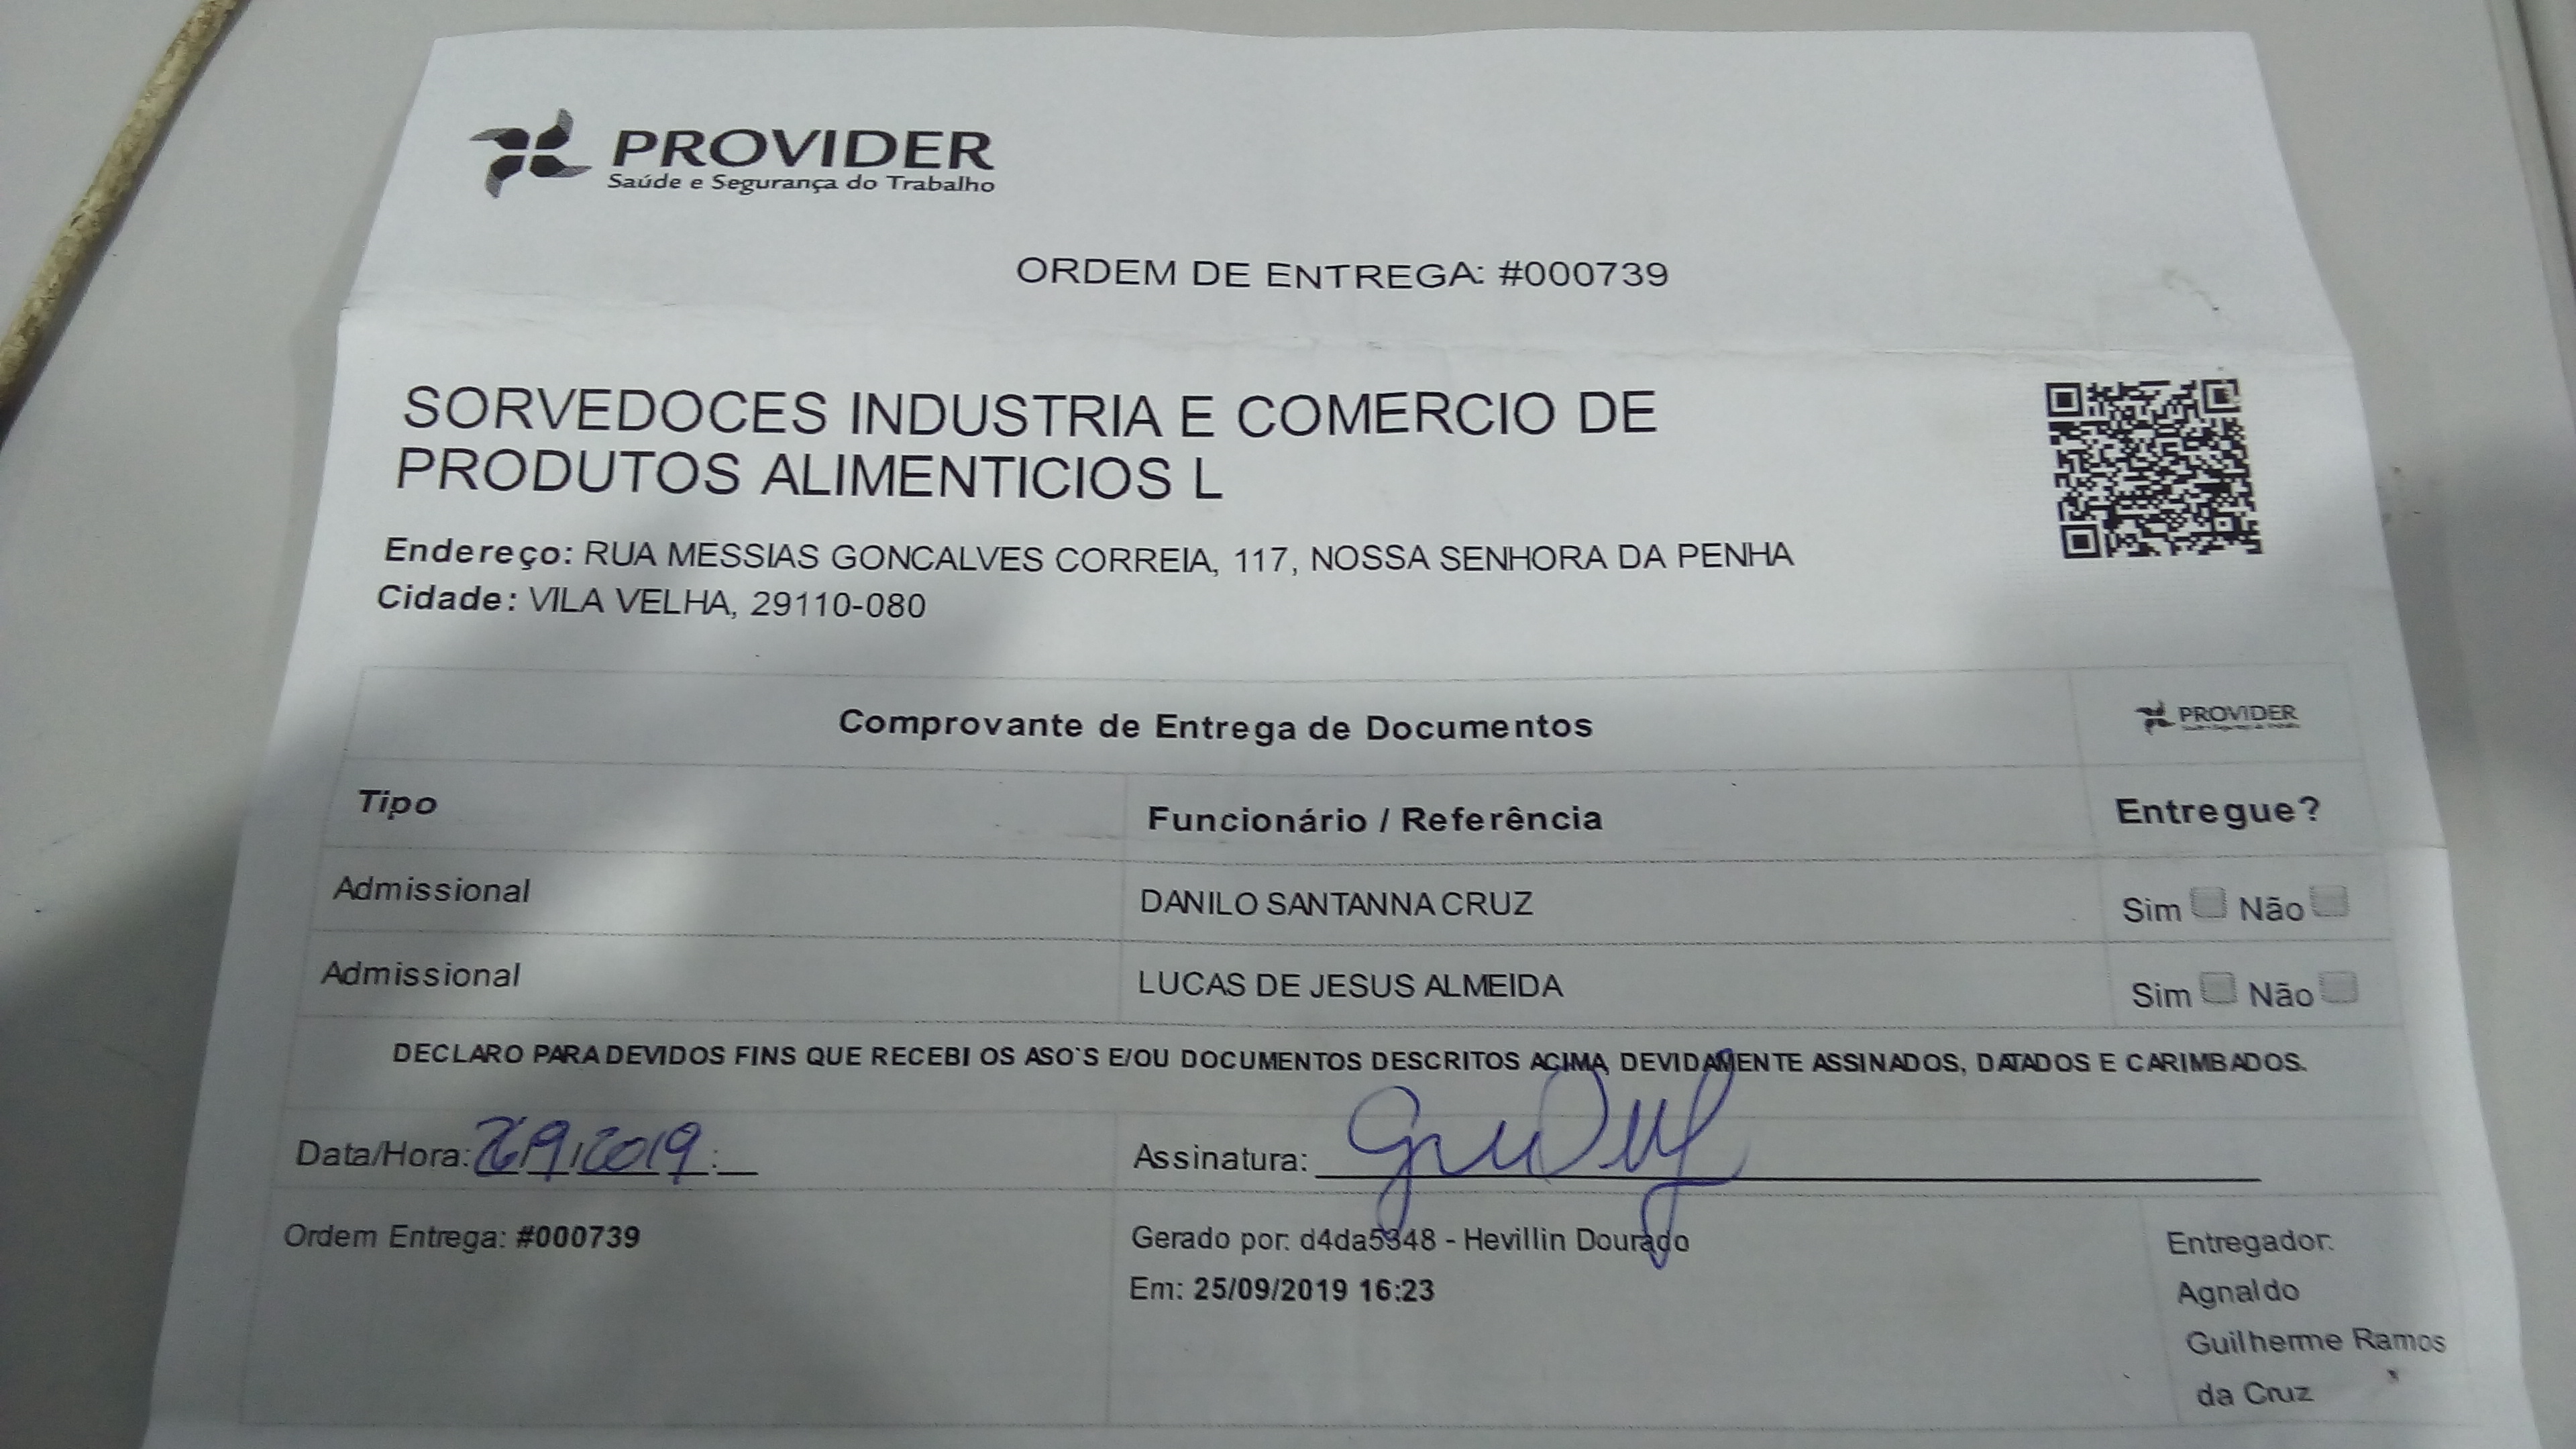 PROVIDER
Saúde e Segurança do Trabalho
ORDEM DE ENTREGA: #000739
SORVEDOCES INDUSTRIA E COMERCIO DE
PRODUTOS ALIMENTICIOS L
Endereço: RUA MESSIAS GONCALVES CORREIA, 117, NOSSA SENHORA DA PENHA
Cidade: VILA VELHA, 29110-080
Comprovante de Entrega de Documentos PROVIDER
Tipo Funcionário / Referência Entregue?
Admissional DANILO SANTANNA CRUZ Sim Não
Admissional LUCAS DE JESUS ALMEIDA Sim Não
DECLARO PARA DEVIDOS FINS QUE RECEBI OS ASO`S E/OU DOCUMENTOS DESCRITOS ACIMA, DEVIDAMENTE ASSINADOS, DATADOS E CARIMBADOS.
Data/Hora: 26/9/2019 : Assinatura:
Ordem Entrega: #000739 Gerado por: d4da5348 - Hevillin Dourado Entregador:
Em: 25/09/2019 16:23 Agnaldo
Guilherme Ramos
da Cruz